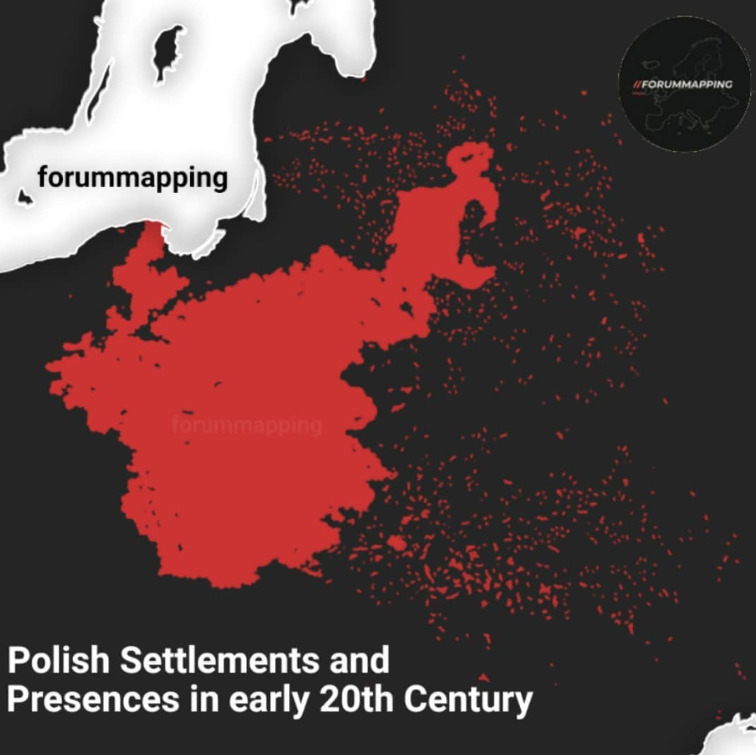 //FORUMMAPPING
forummapping
forummapping
Polish Settlements and
Presences in early 20th Century